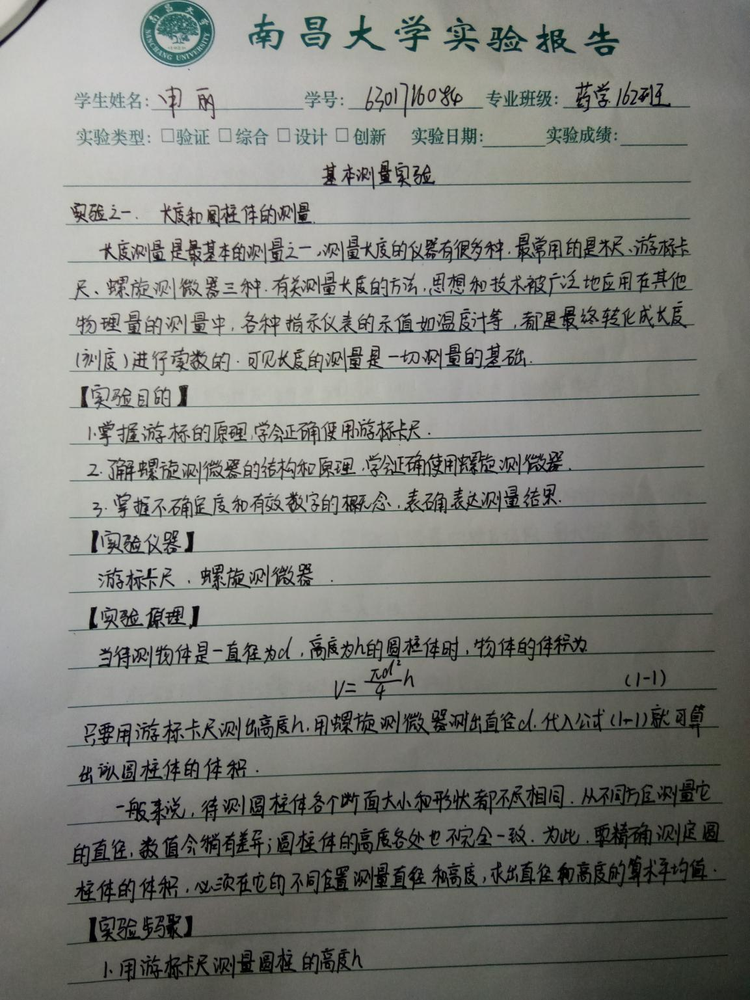 南昌大学
NANCHANG UNIVERSITY
1921
南昌大学实验报告
学生姓名: 申丽 学号: 6301716084 专业班级: 药学162班
实验类型: □验证 □综合 □设计 □创新 实验日期: 实验成绩:
基本测量实验
实验之一. 长度和圆柱体的测量.
长度测量是最基本的测量之一,测量长度的仪器有很多种.最常用的是米尺、游标卡
尺、螺旋测微器三种.有关测量长度的方法,思想和技术被广泛地应用在其他
物理量的测量中,各种指示仪表的示值如温度计等,都是最终转化成长度
(刻度)进行读数的.可见长度的测量是一切测量的基础.
【实验目的】
1.掌握游标的原理,学会正确使用游标卡尺.
2.了解螺旋测微器的结构和原理,学会正确使用螺旋测微器.
3.掌握不确定度和有效数字的概念,表确表达测量结果.
【实验仪器】
游标卡尺、螺旋测微器.
【实验原理】
当待测物体是一直径为d,高度为h的圆柱体时,物体的体积为
V=πd²/4 h (1-1)
只要用游标卡尺测出高度h,用螺旋测微器测出直径d.代入公式(1-1)就可算
出该圆柱体的体积.
一般来说,待测圆柱体各个断面大小和形状都不尽相同.从不同方位测量它
的直径,数值会稍有差异;圆柱体的高度各处也不完全一致.为此,要精确测定圆
柱体的体积,必须在它的不同位置测量直径和高度,求出直径和高度的算术平均值.
【实验步骤】
1.用游标卡尺测量圆柱的高度h